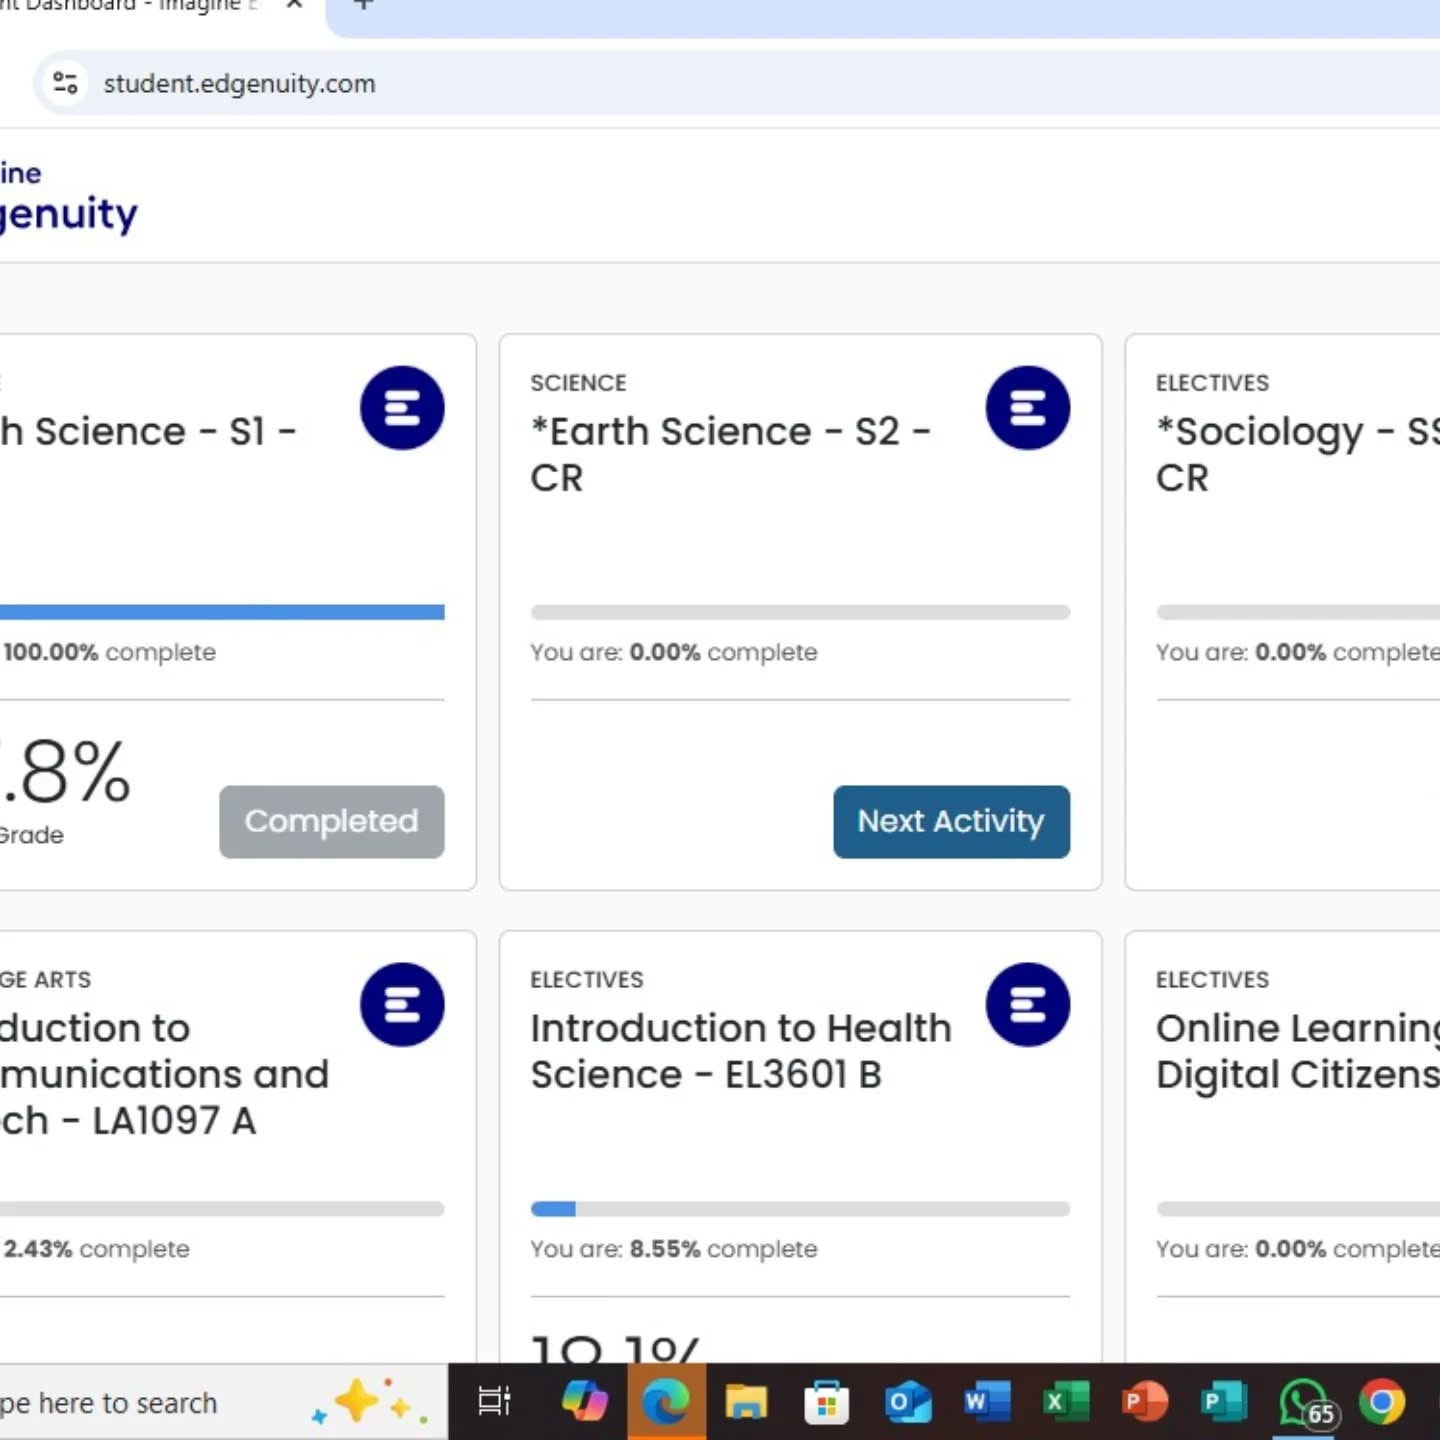 nt Dashboard - Imagine E
student.edgenuity.com
ine
genuity
h Science - S1 -
100.00% complete
.8%
Grade
Completed
SCIENCE
*Earth Science - S2 -
CR
You are: 0.00% complete
Next Activity
ELECTIVES
*Sociology - SS
CR
You are: 0.00% complete
GE ARTS
duction to
munications and
ch - LA1097 A
2.43% complete
ELECTIVES
Introduction to Health
Science - EL3601 B
You are: 8.55% complete
ELECTIVES
Online Learning
Digital Citizens
You are: 0.00% complete
pe here to search
65